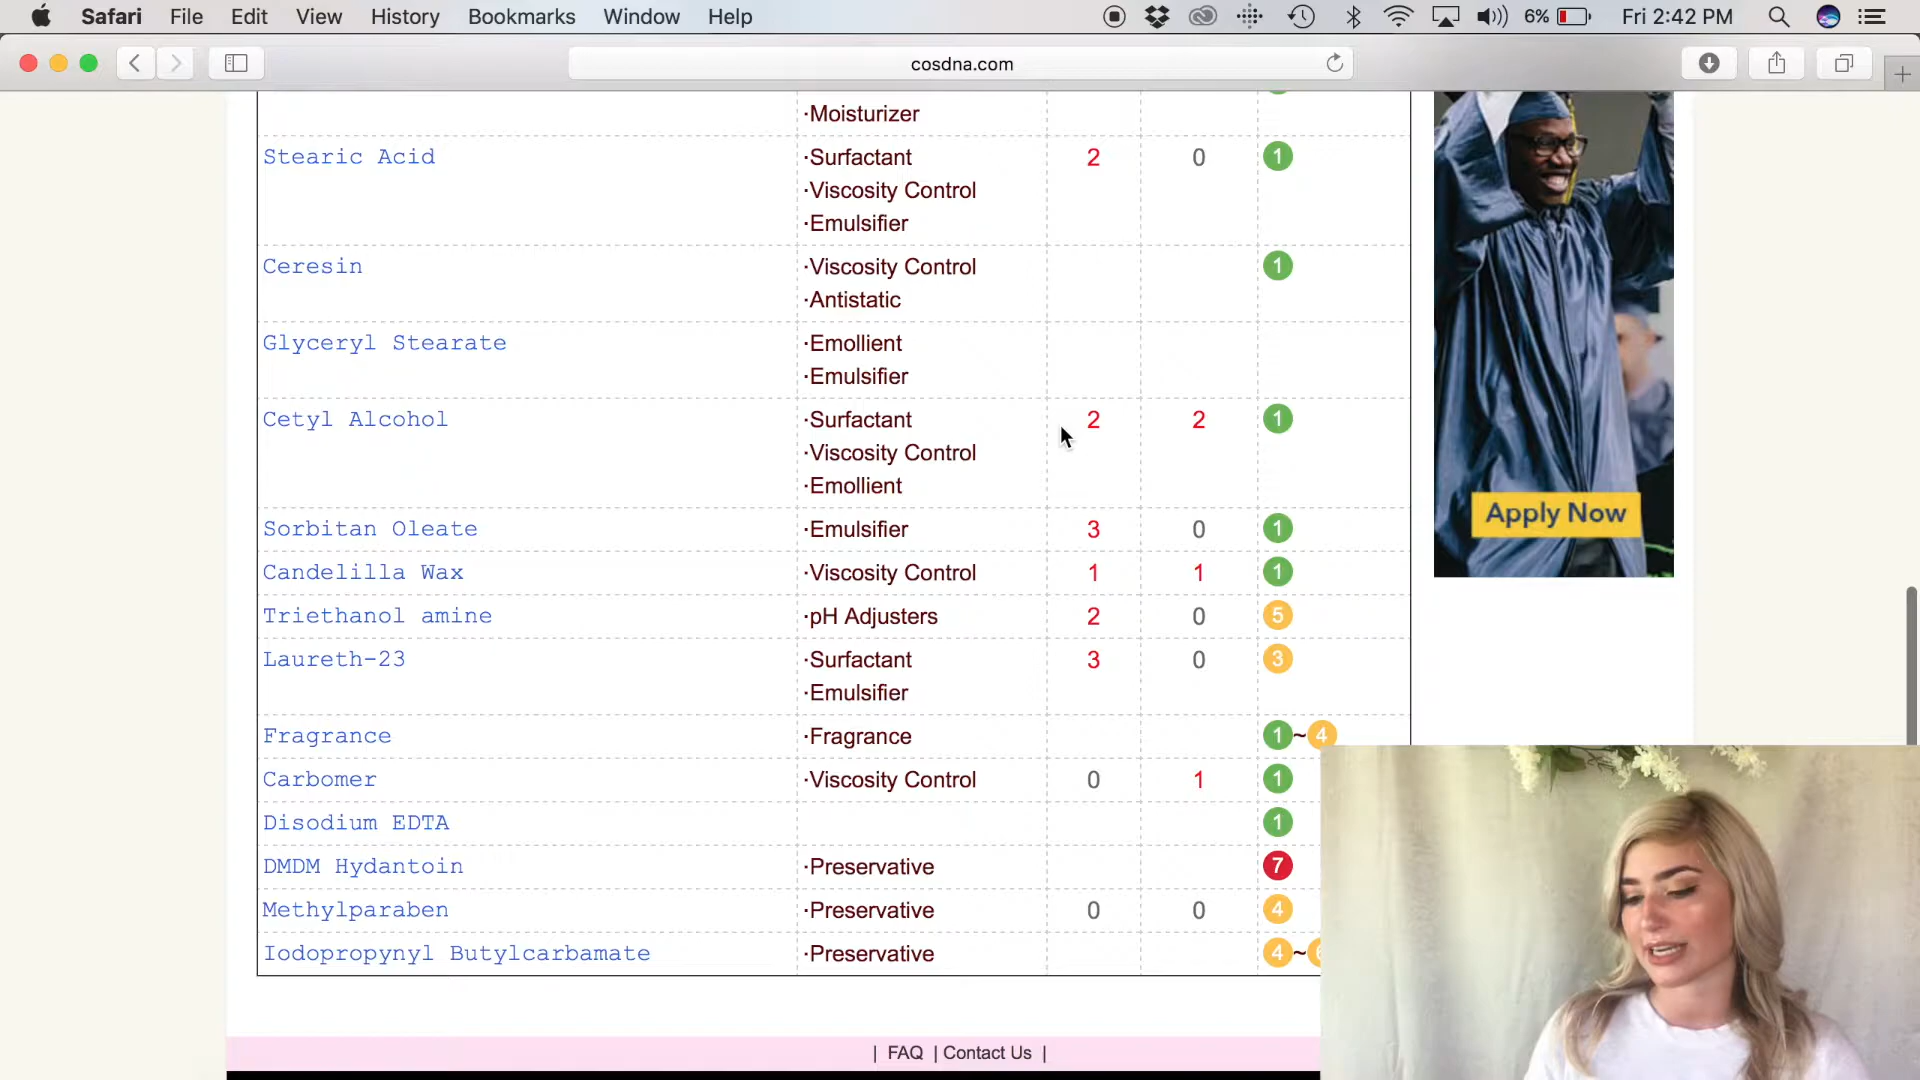 Safari File Edit View History Bookmarks Window Help 6% Fri 2:42 PM
cosdna.com
·Moisturizer
Stearic Acid ·Surfactant 2 0 1
·Viscosity Control
·Emulsifier
Ceresin ·Viscosity Control 1
·Antistatic
Glyceryl Stearate ·Emollient
·Emulsifier
Cetyl Alcohol ·Surfactant 2 2 1
·Viscosity Control
·Emollient
Sorbitan Oleate ·Emulsifier 3 0 1
Candelilla Wax ·Viscosity Control 1 1 1
Triethanol amine ·pH Adjusters 2 0 5
Laureth-23 ·Surfactant 3 0 3
·Emulsifier
Fragrance ·Fragrance 1~4
Carbomer ·Viscosity Control 0 1 1
Disodium EDTA 1
DMDM Hydantoin ·Preservative 7
Methylparaben ·Preservative 0 0 4
Iodopropynyl Butylcarbamate ·Preservative 4~
Apply Now
| FAQ | Contact Us |